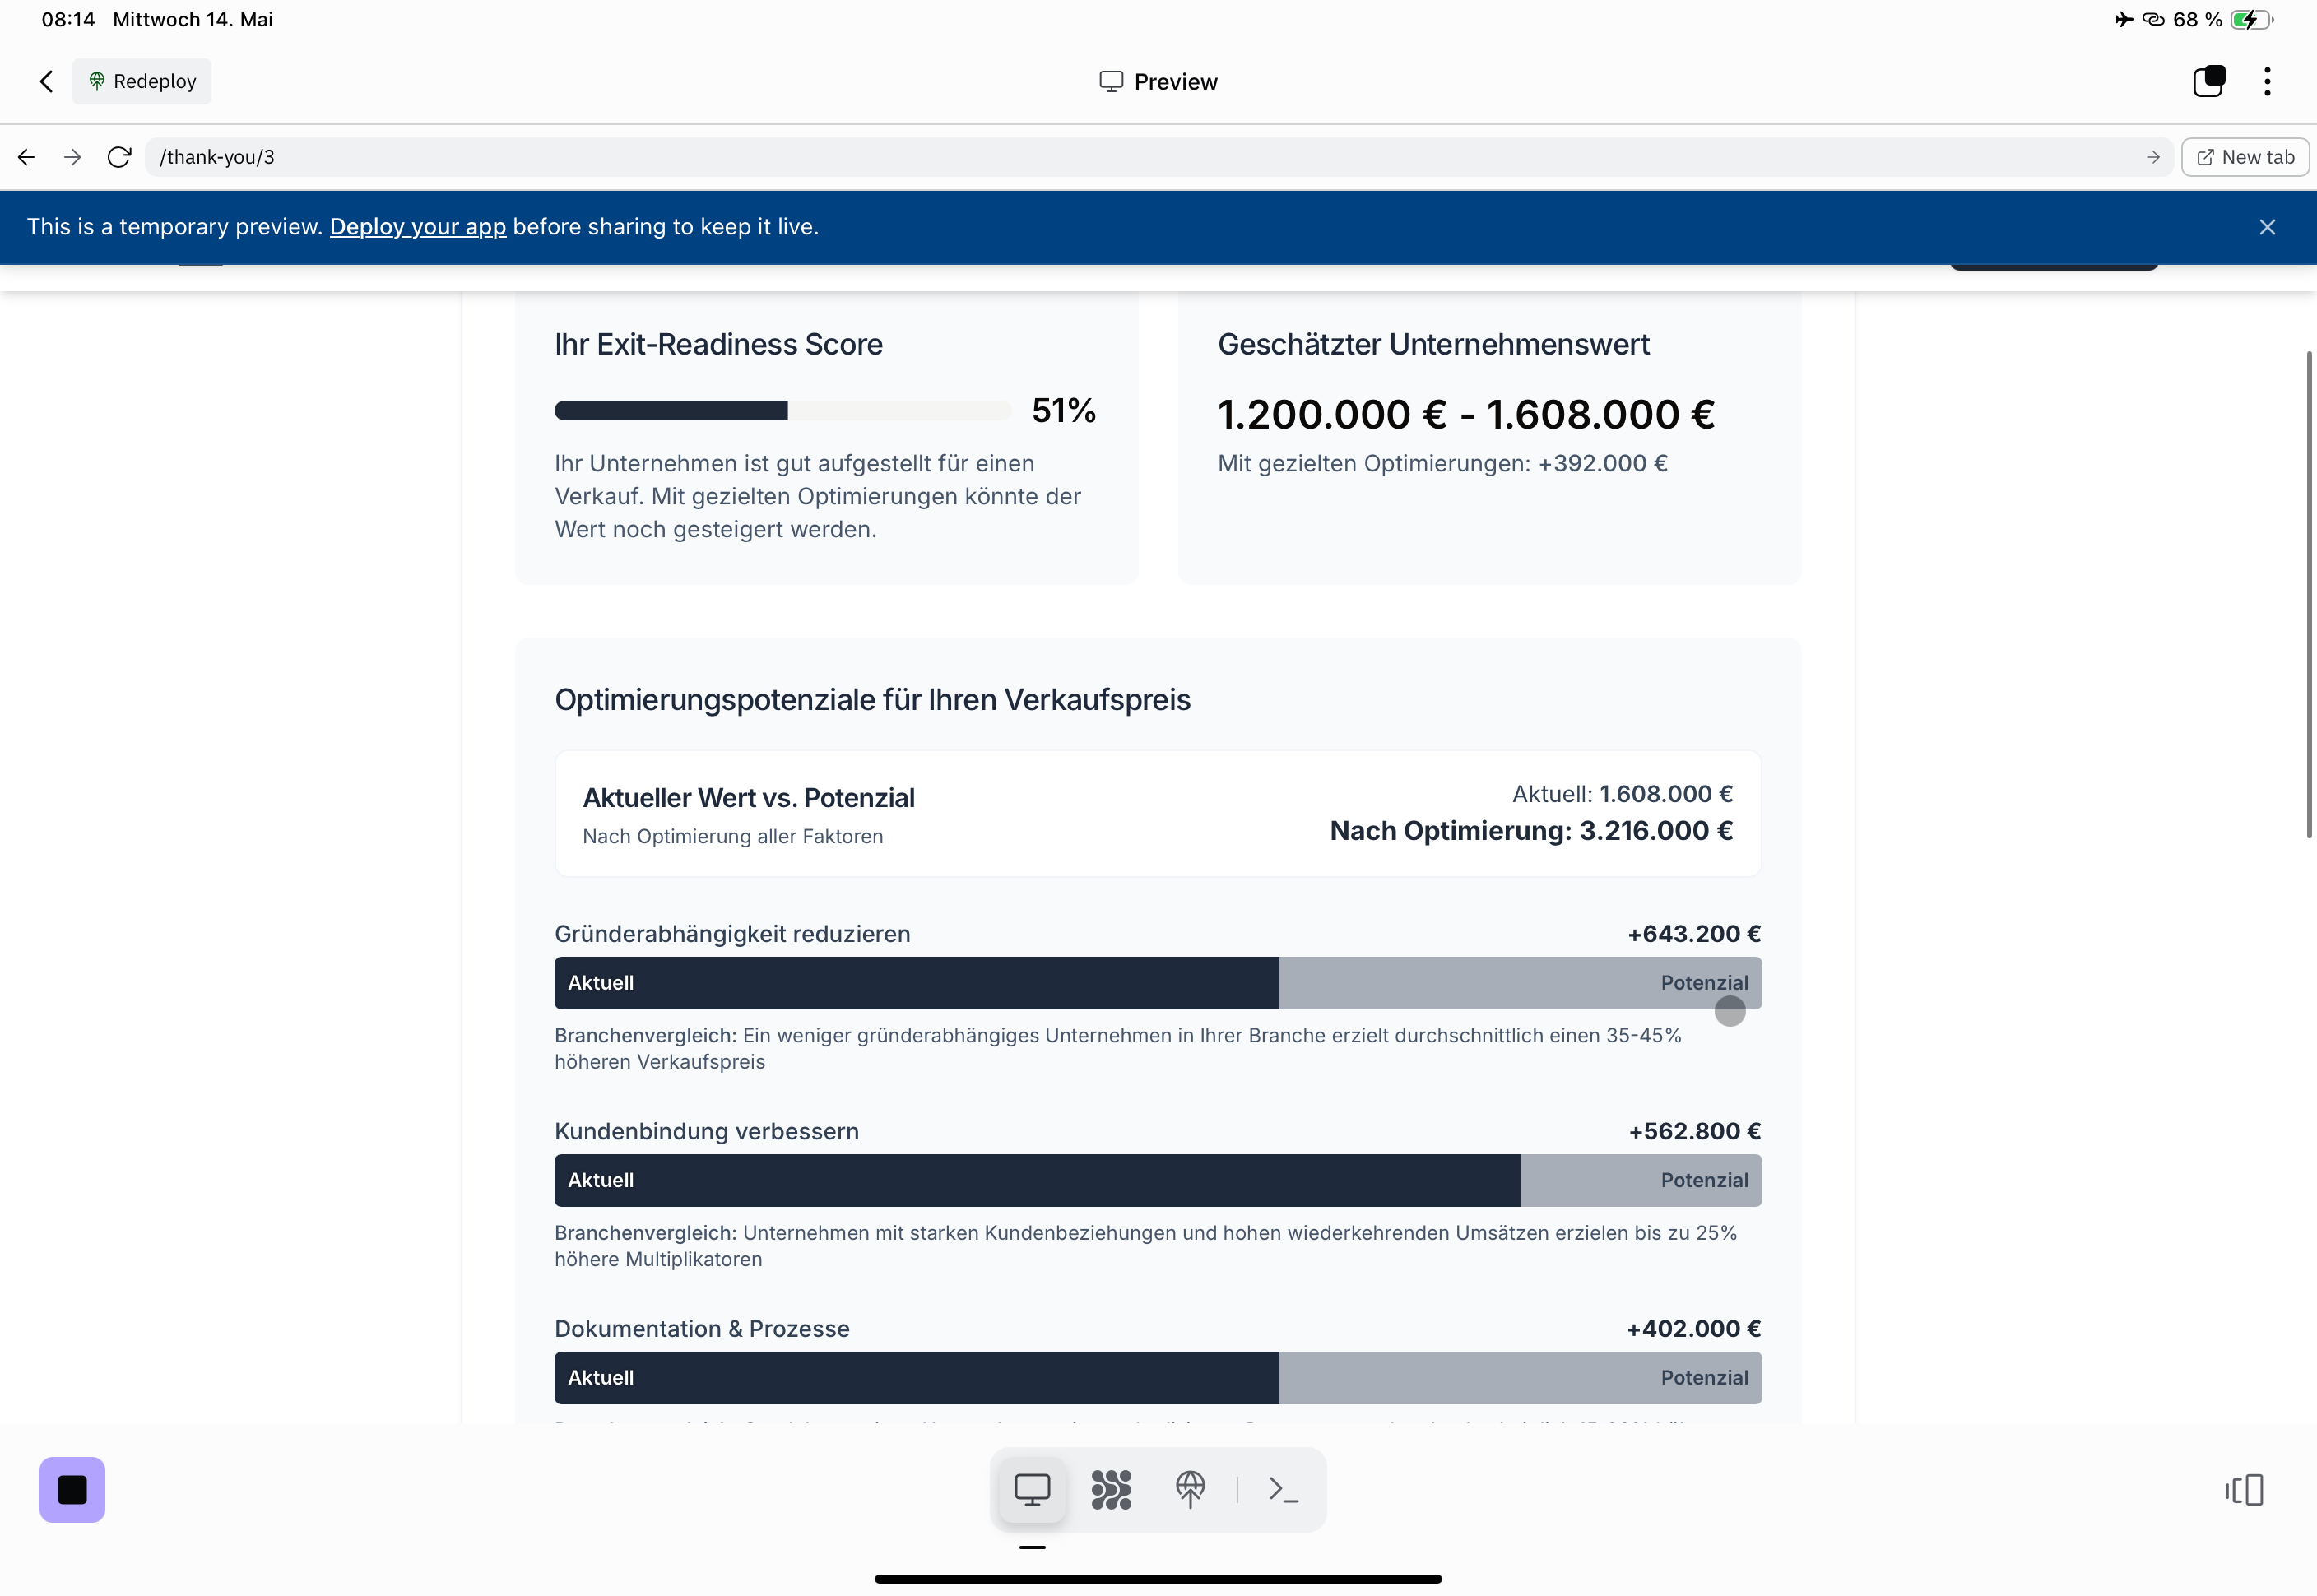 08:14 Mittwoch 14. Mai
68 %
Redeploy
Preview
/thank-you/3
New tab
This is a temporary preview. Deploy your app before sharing to keep it live.
Ihr Exit-Readiness Score
51%
Ihr Unternehmen ist gut aufgestellt für einen
Verkauf. Mit gezielten Optimierungen könnte der
Wert noch gesteigert werden.
Geschätzter Unternehmenswert
1.200.000 € - 1.608.000 €
Mit gezielten Optimierungen: +392.000 €
Optimierungspotenziale für Ihren Verkaufspreis
Aktueller Wert vs. Potenzial
Nach Optimierung aller Faktoren
Aktuell: 1.608.000 €
Nach Optimierung: 3.216.000 €
Gründerabhängigkeit reduzieren
+643.200 €
Aktuell
Potenzial
Branchenvergleich: Ein weniger gründerabhängiges Unternehmen in Ihrer Branche erzielt durchschnittlich einen 35-45%
höheren Verkaufspreis
Kundenbindung verbessern
+562.800 €
Aktuell
Potenzial
Branchenvergleich: Unternehmen mit starken Kundenbeziehungen und hohen wiederkehrenden Umsätzen erzielen bis zu 25%
höhere Multiplikatoren
Dokumentation & Prozesse
+402.000 €
Aktuell
Potenzial